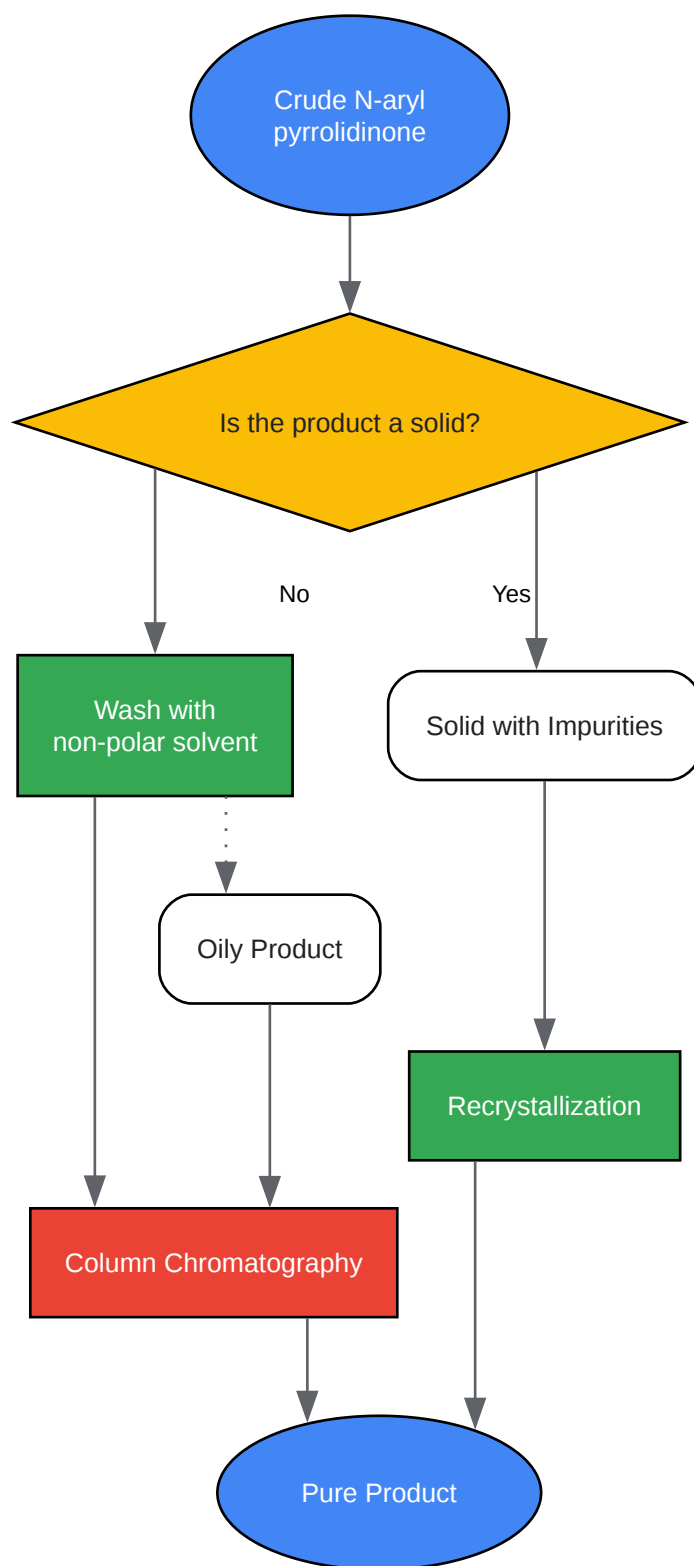 Crude N-aryl
pyrrolidinone
Is the product a solid?
No
Yes
Wash with
non-polar solvent
Solid with Impurities
Oily Product
Recrystallization
Column Chromatography
Pure Product